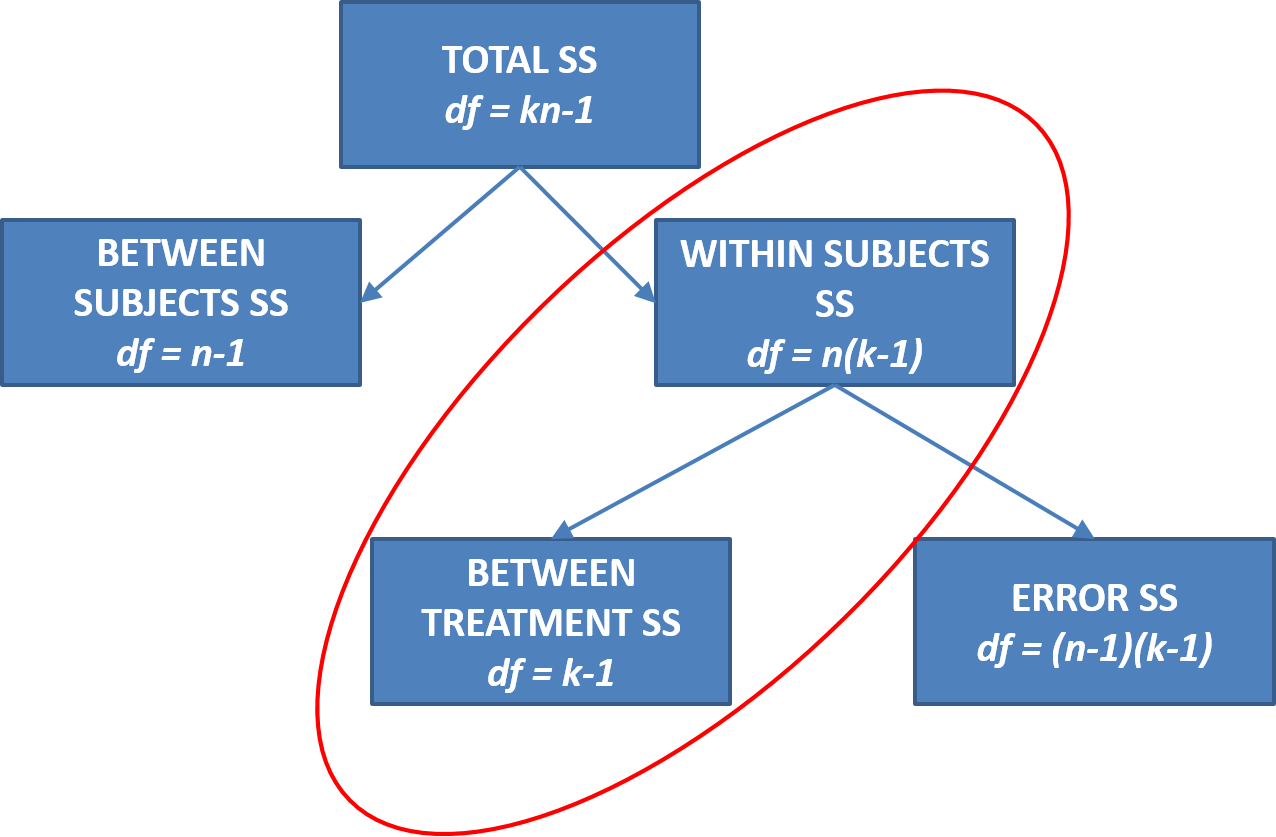 TOTAL SS
df = kn-1
BETWEEN
SUBJECTS SS
df = n-1
WITHIN SUBJECTS
SS
df = n(k-1)
BETWEEN
TREATMENT SS
df = k-1
ERROR SS
df = (n-1)(k-1)